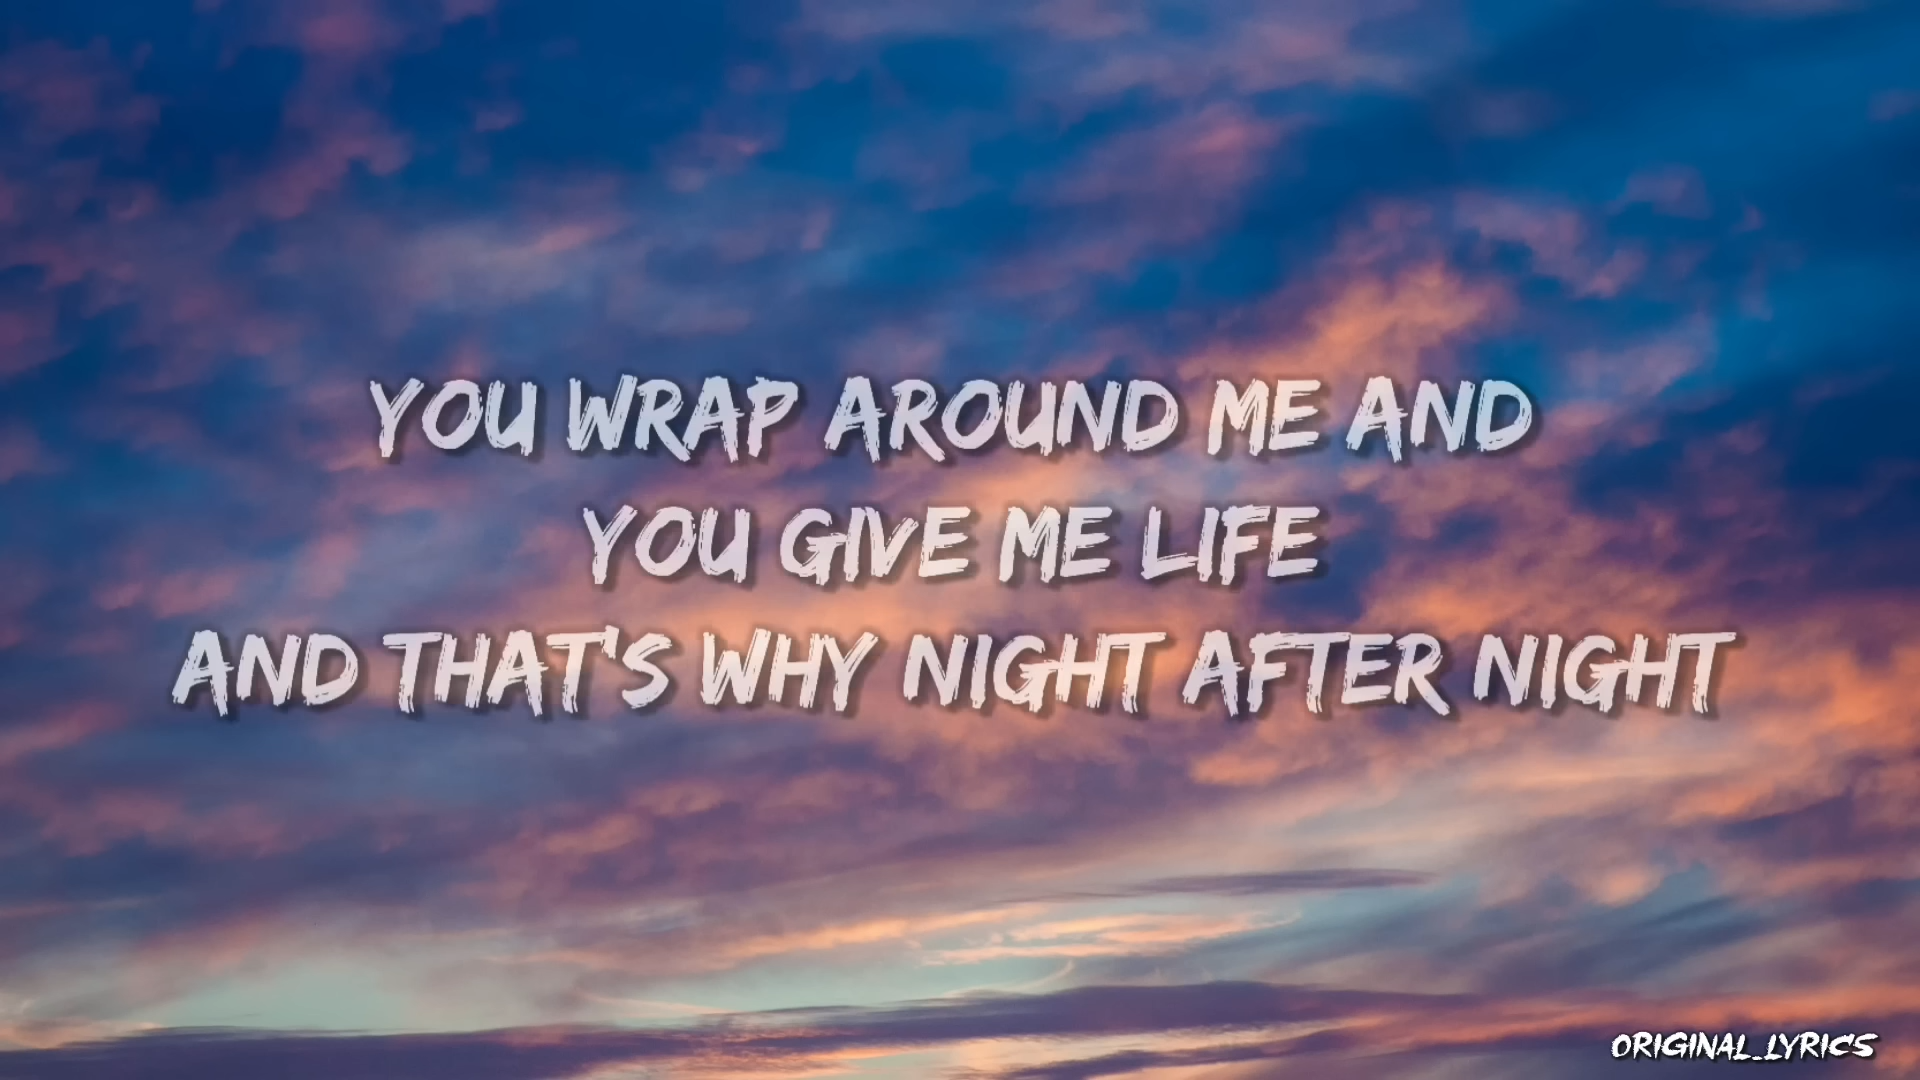 YOU WRAP AROUND ME AND
YOU GIVE ME LIFE
AND THAT'S WHY NIGHT AFTER NIGHT
ORIGINAL_LYRICS